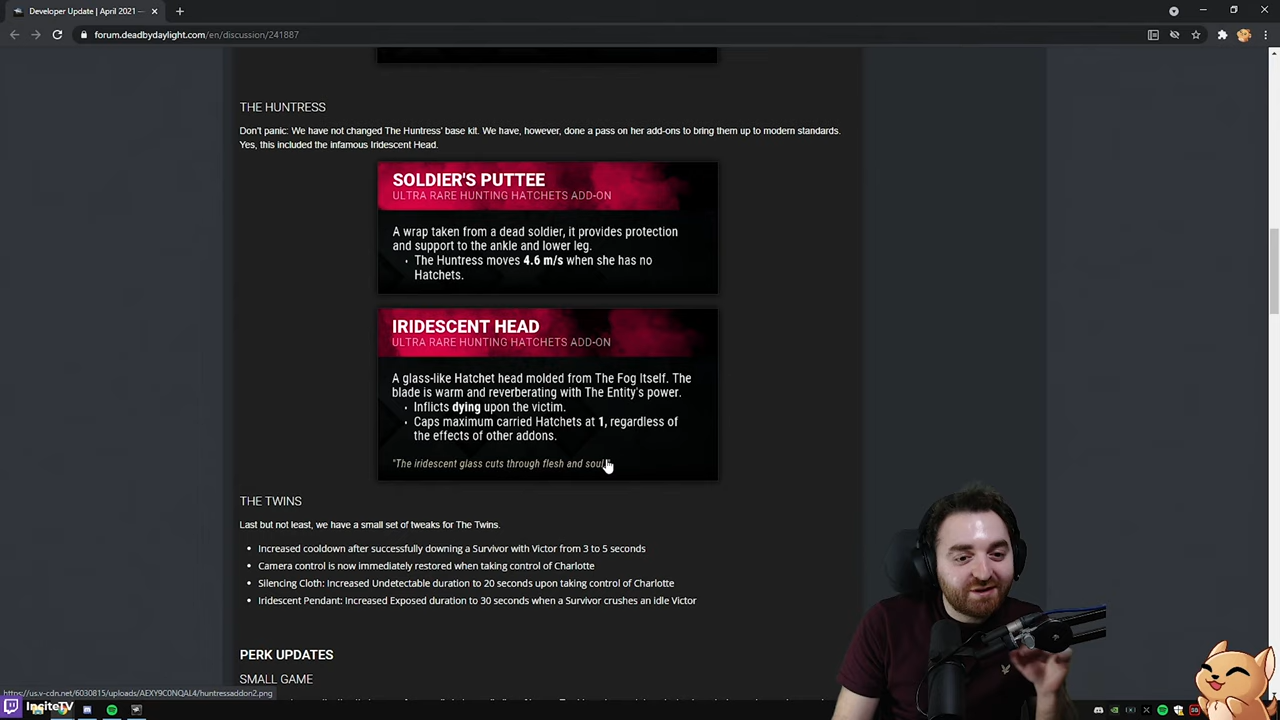 Developer Update | April 2021 —
forum.deadbydaylight.com/en/discussion/241887
THE HUNTRESS
Don't panic: We have not changed The Huntress' base kit. We have, however, done a pass on her add-ons to bring them up to modern standards.
Yes, this included the infamous Iridescent Head.
SOLDIER'S PUTTEE
ULTRA RARE HUNTING HATCHETS ADD-ON
A wrap taken from a dead soldier, it provides protection
and support to the ankle and lower leg.
• The Huntress moves 4.6 m/s when she has no
Hatchets.
IRIDESCENT HEAD
ULTRA RARE HUNTING HATCHETS ADD-ON
A glass-like Hatchet head molded from The Fog Itself. The
blade is warm and reverberating with The Entity's power.
• Inflicts dying upon the victim.
• Caps maximum carried Hatchets at 1, regardless of
the effects of other addons.
"The iridescent glass cuts through flesh and soul."
THE TWINS
Last but not least, we have a small set of tweaks for The Twins.
• Increased cooldown after successfully downing a Survivor with Victor from 3 to 5 seconds
• Camera control is now immediately restored when taking control of Charlotte
• Silencing Cloth: Increased Undetectable duration to 20 seconds upon taking control of Charlotte
• Iridescent Pendant: Increased Exposed duration to 30 seconds when a Survivor crushes an idle Victor
PERK UPDATES
SMALL GAME
https://us.v-cdn.net/6030815/uploads/AEXY9C0NQAL4/huntressaddon2.png
InciteTV